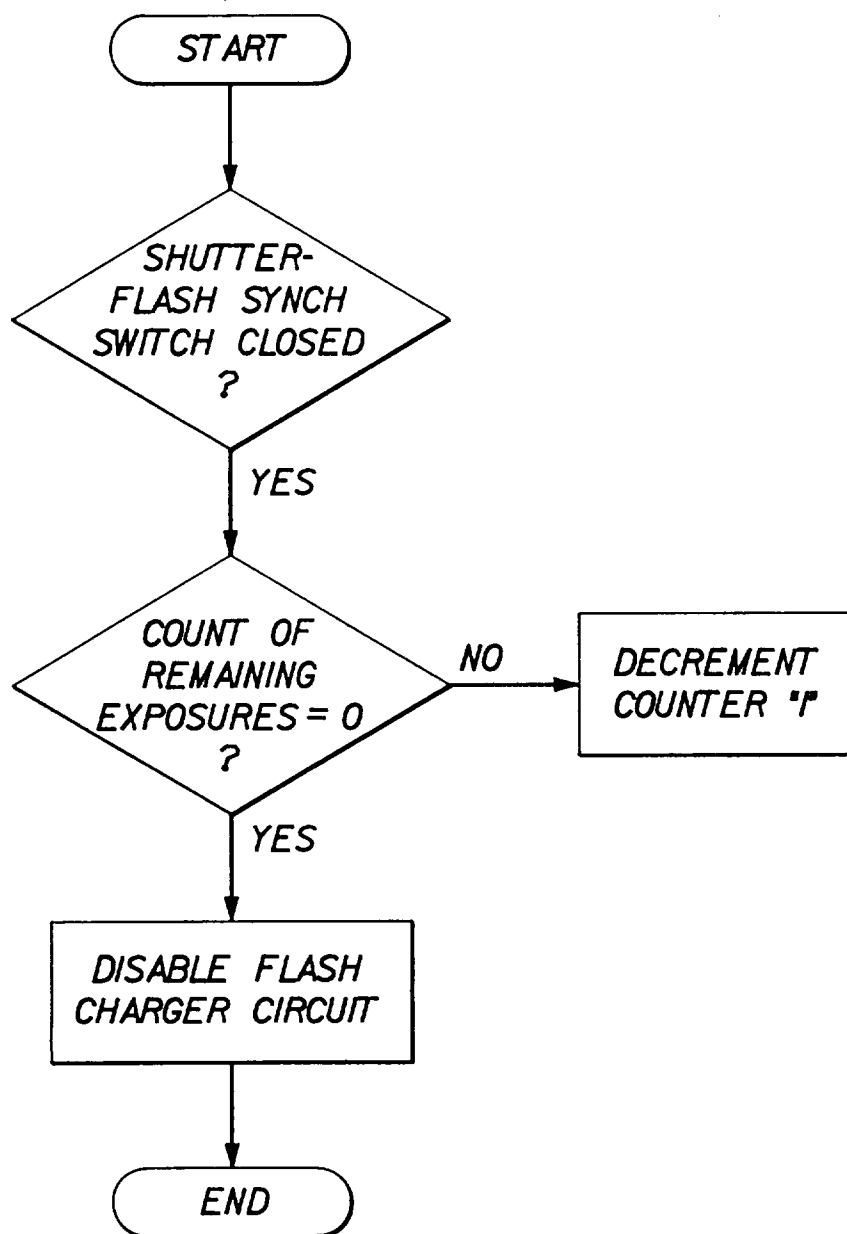 START
SHUTTER-
FLASH SYNCH
SWITCH CLOSED
?
YES
COUNT OF
REMAINING
EXPOSURES = 0
?
NO
DECREMENT
COUNTER "1"
YES
DISABLE FLASH
CHARGER CIRCUIT
END